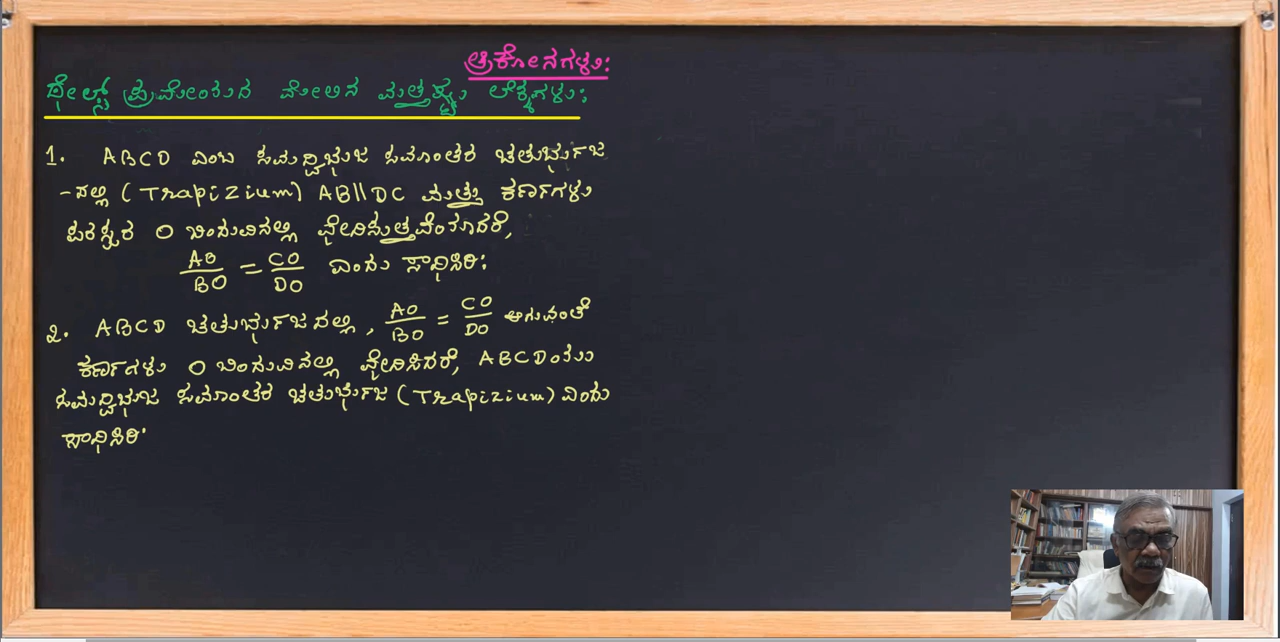 ತ್ರಿಕೋನಗಳು:
ಥೇಲ್ಸ್ ಪ್ರಮೇಯದ ಮೇಲಿನ ಮತ್ತಷ್ಟು ಲೆಕ್ಕಗಳು:
1. ABCD ಎಂಬ ಸಮದ್ವಿಭುಜ ಸಮಾಂತರ ಚತುರ್ಭುಜ
-ದಲ್ಲಿ (Trapizium) AB||DC ಮತ್ತು ಕರ್ಣಗಳು
ಪರಸ್ಪರ O ಬಿಂದುವಿನಲ್ಲಿ ಛೇದಿಸುತ್ತವೆಯಾದರೆ,
AO/BO = CO/DO ಎಂದು ಸಾಧಿಸಿರಿ:
2. ABCD ಚತುರ್ಭುಜದಲ್ಲಿ, AO/BO = CO/DO ಆಗುವಂತೆ
ಕರ್ಣಗಳು O ಬಿಂದುವಿನಲ್ಲಿ ಛೇದಿಸಿದರೆ, ABCDಯು
ಸಮದ್ವಿಭುಜ ಸಮಾಂತರ ಚತುರ್ಭುಜ (Trapizium) ಎಂದು
ಸಾಧಿಸಿರಿ.